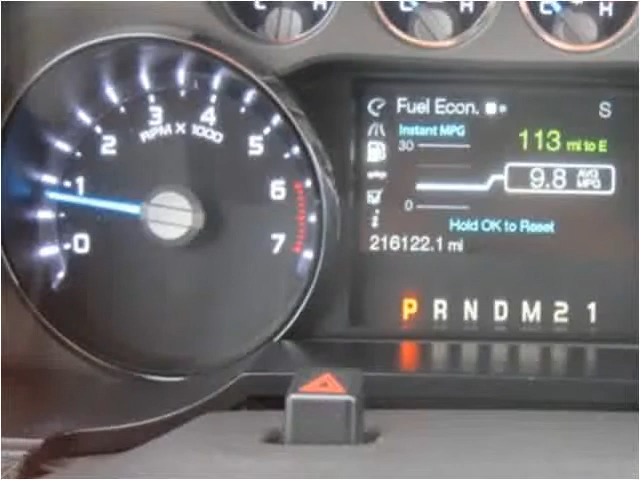 C H
C H
C H
0
1
2
3
4
5
6
7
RPM X 1000
Fuel Econ.
S
Instant MPG
30
0
113 mi to E
9.8 AVG MPG
Hold OK to Reset
216122.1 mi
P R N D M 2 1